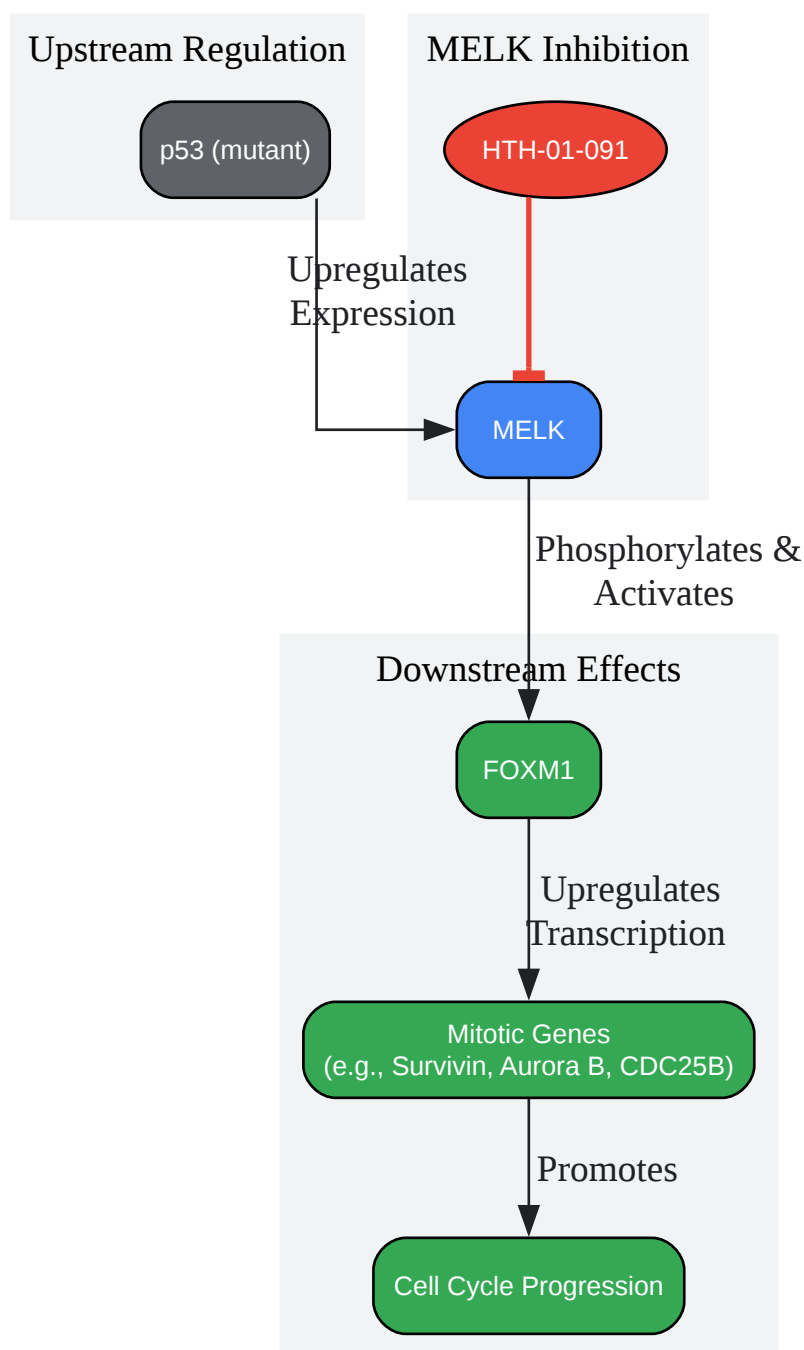 Upstream Regulation
MELK Inhibition
p53 (mutant)
HTH-01-091
Upregulates
Expression
MELK
Phosphorylates &
Activates
Downstream Effects
FOXM1
Upregulates
Transcription
Mitotic Genes
(e.g., Survivin, Aurora B, CDC25B)
Promotes
Cell Cycle Progression